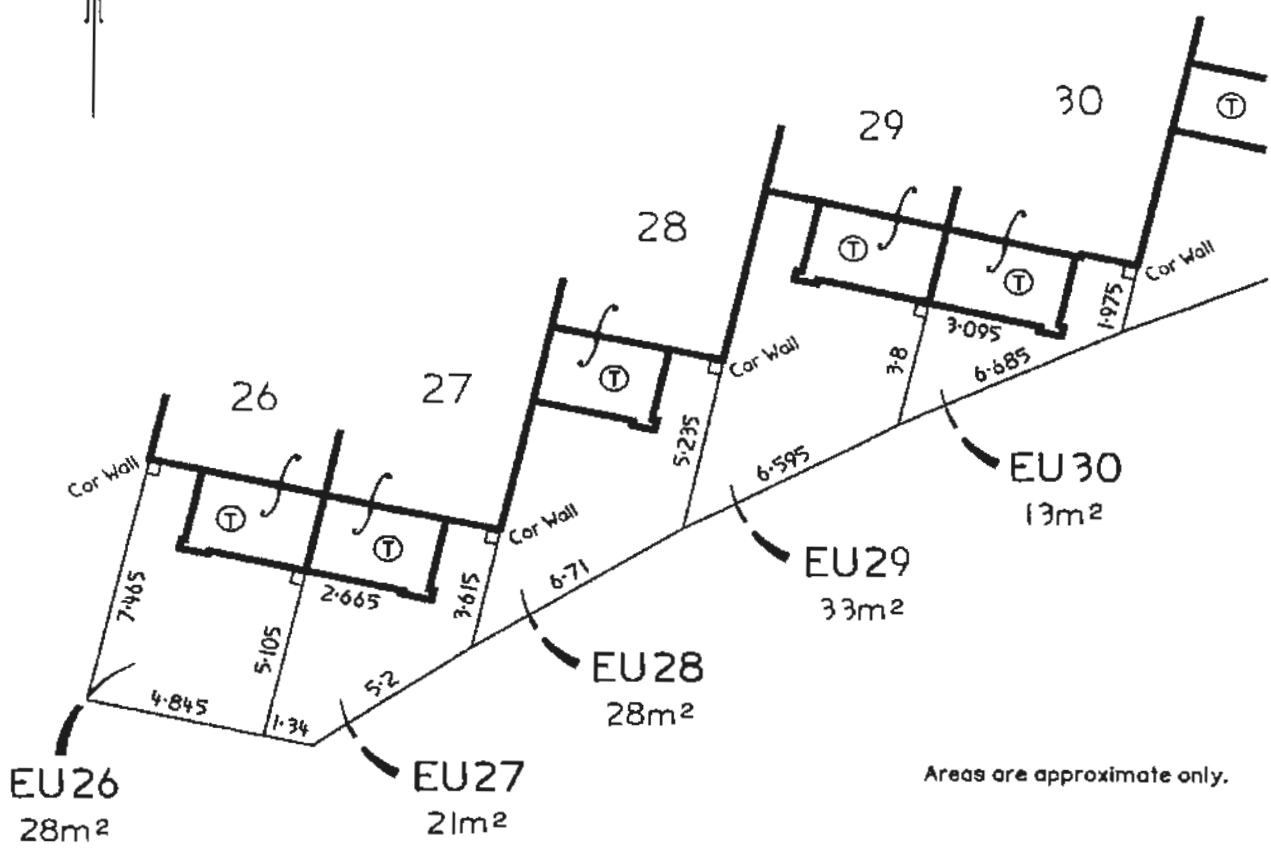 30
T
29
28
T
T
Cor Wall
1·975
3·095
3·8
6·685
Cor Wall
T
26
27
5·235
6·595
EU30
13m²
Cor Wall
T
T
Cor Wall
EU29
33m²
7·465
2·665
3·615
6·71
5·105
EU28
28m²
4·845
1·34
5·2
EU26
28m²
EU27
21m²
Areas are approximate only.